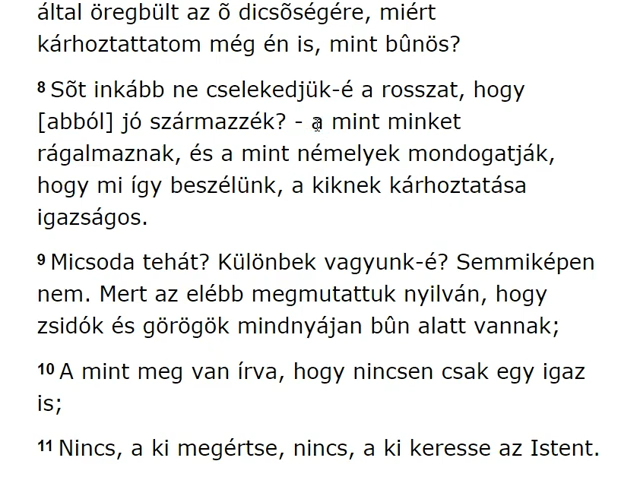 által öregbült az õ dicsõségére, miért
kárhoztattatom még én is, mint bûnös?
8 Sõt inkább ne cselekedjük-é a rosszat, hogy
[abból] jó származzék? - a mint minket
rágalmaznak, és a mint némelyek mondogatják,
hogy mi így beszélünk, a kiknek kárhoztatása
igazságos.
9 Micsoda tehát? Különbek vagyunk-é? Semmiképen
nem. Mert az elébb megmutattuk nyilván, hogy
zsidók és görögök mindnyájan bûn alatt vannak;
10 A mint meg van írva, hogy nincsen csak egy igaz
is;
11 Nincs, a ki megértse, nincs, a ki keresse az Istent.